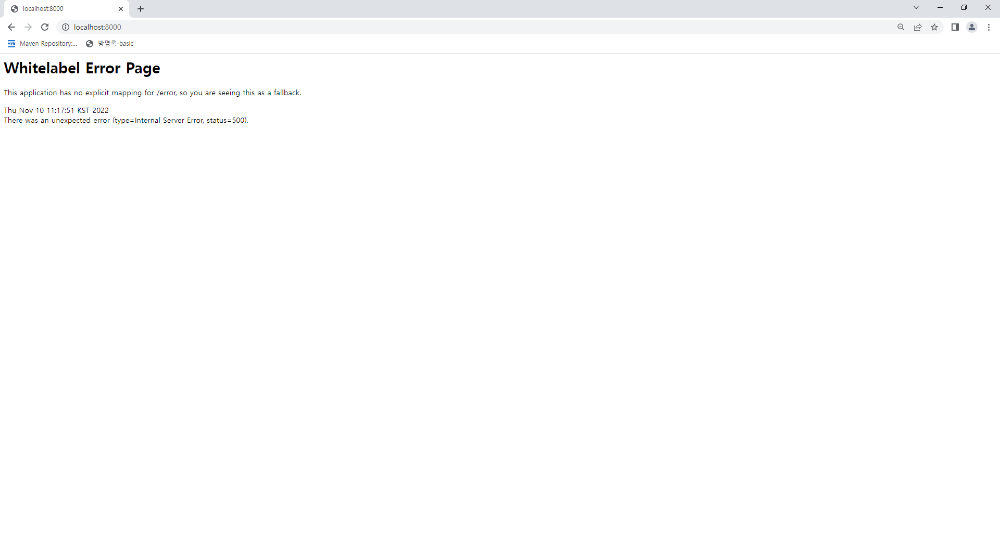 localhost:8000
localhost:8000
Maven Repository:... 방명록-basic
Whitelabel Error Page
This application has no explicit mapping for /error, so you are seeing this as a fallback.
Thu Nov 10 11:17:51 KST 2022
There was an unexpected error (type=Internal Server Error, status=500).